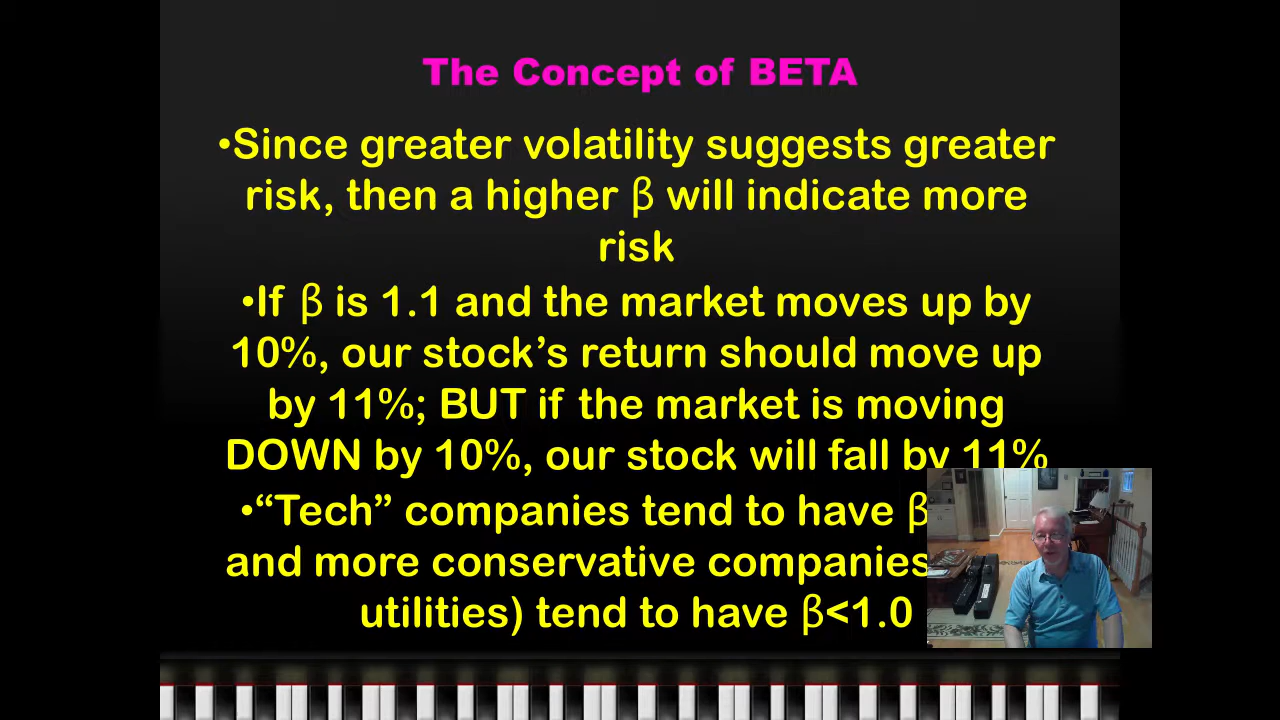 The Concept of BETA
•Since greater volatility suggests greater
risk, then a higher β will indicate more
risk
•If β is 1.1 and the market moves up by
10%, our stock’s return should move up
by 11%; BUT if the market is moving
DOWN by 10%, our stock will fall by 11%
•“Tech” companies tend to have β
and more conservative companies
utilities) tend to have β<1.0